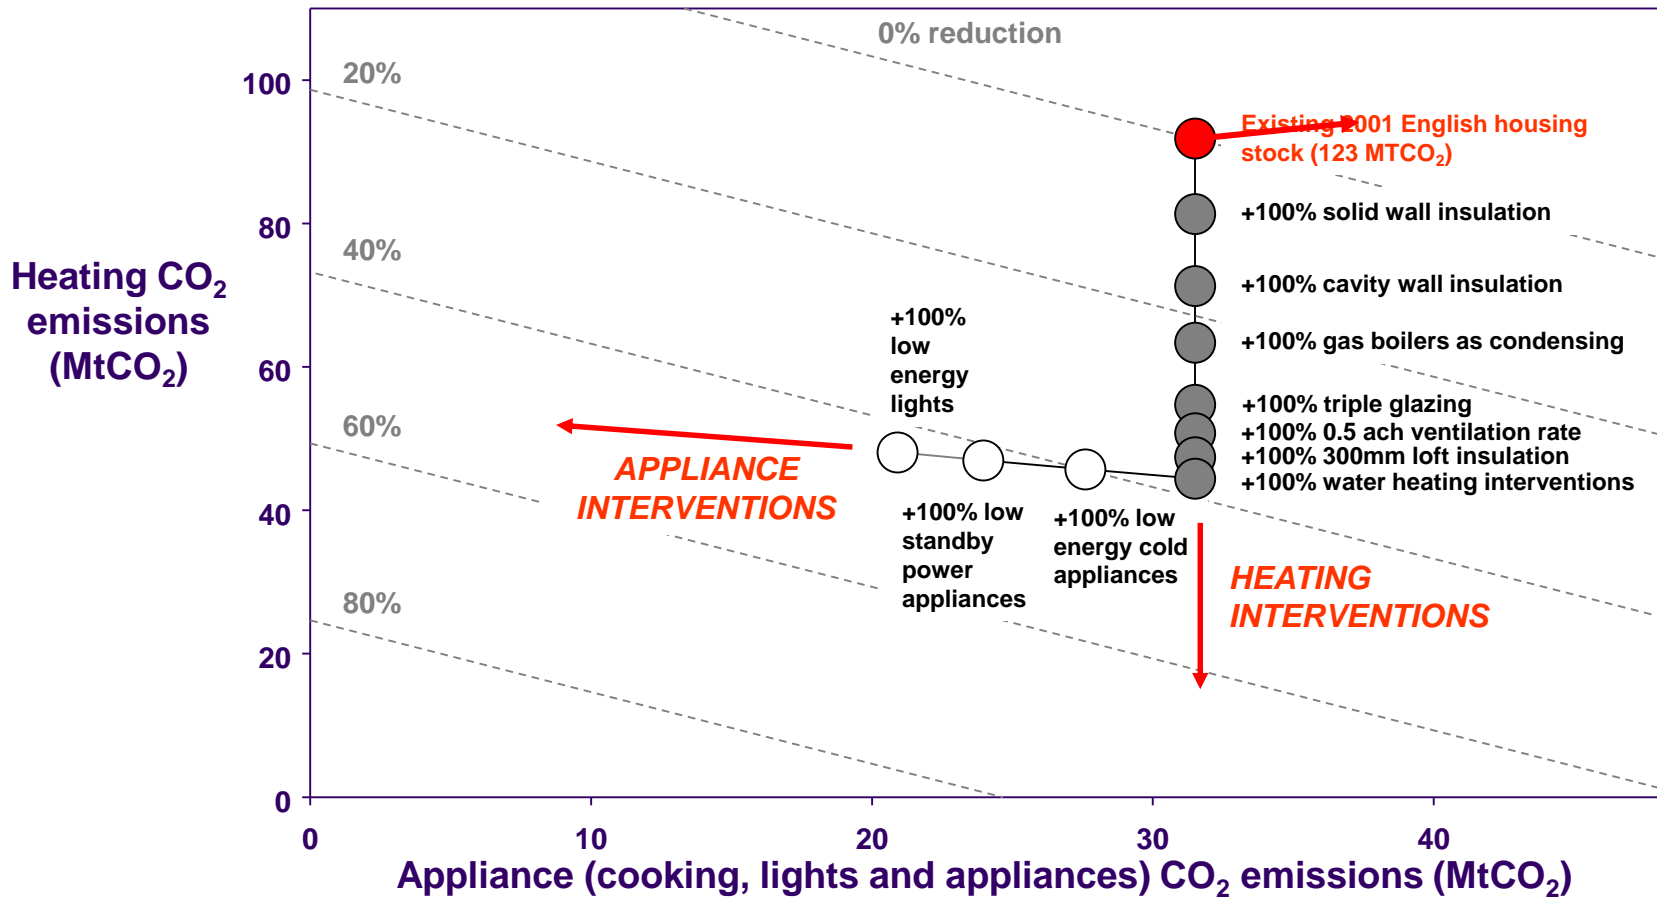 0% reduction
100
20%
Existing 2001 English housing
stock (123 MTCO₂)
80
+100% solid wall insulation
40%
Heating CO₂
emissions
(MtCO₂)
+100% cavity wall insulation
+100%
low
energy
lights
+100% gas boilers as condensing
60
60%
+100% triple glazing
+100% 0.5 ach ventilation rate
+100% 300mm loft insulation
+100% water heating interventions
APPLIANCE
INTERVENTIONS
40
+100% low
standby
power
appliances
+100% low
energy cold
appliances
HEATING
INTERVENTIONS
80%
20
0
0
10
20
30
40
Appliance (cooking, lights and appliances) CO₂ emissions (MtCO₂)